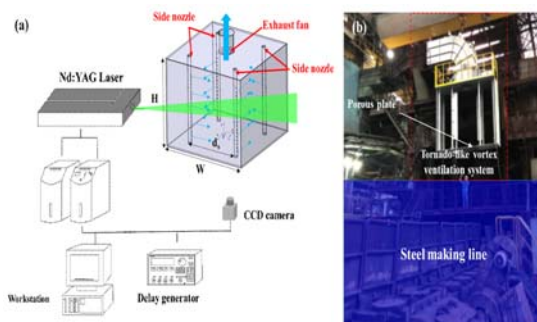 (a)
Side nozzle
Exhaust fan
Side nozzle
Nd:YAG Laser
H
W
CCD camera
Workstation
Delay generator
(b)
Porous plate
Tornado-like vortex
ventilation system
Steel making line